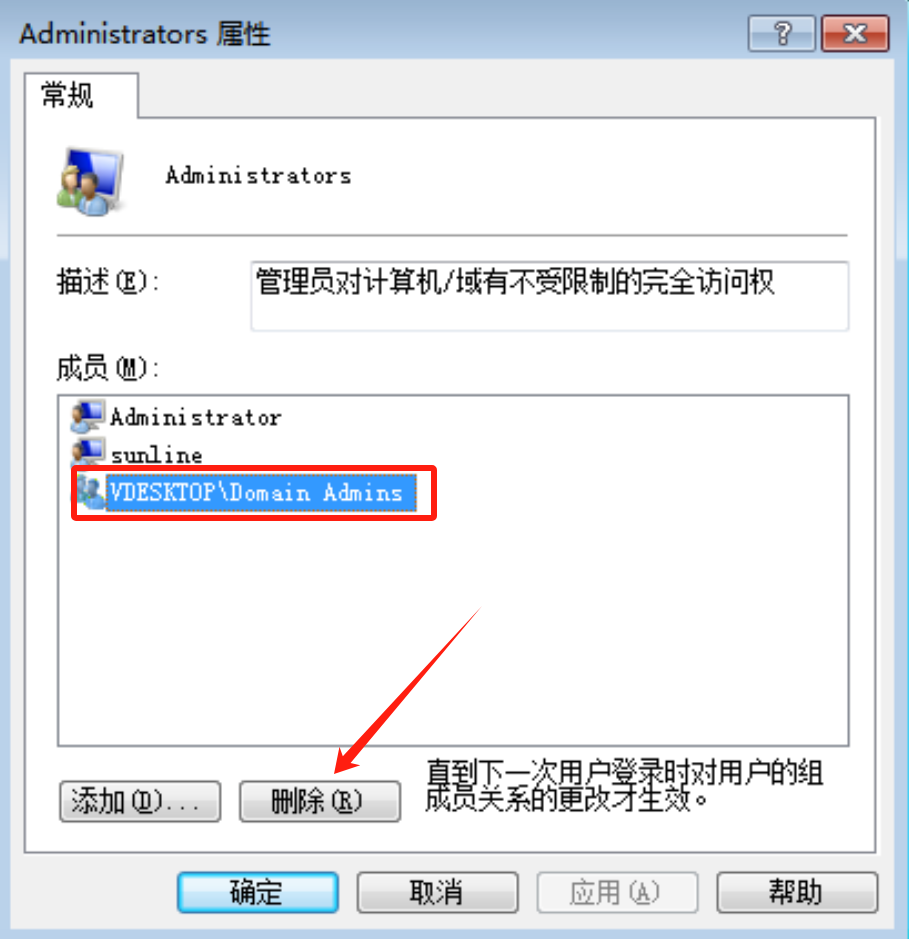 Administrators 属性
常规
Administrators
描述(E):
管理员对计算机/域有不受限制的完全访问权
成员(M):
Administrator
sunline
VDESKTOP\Domain Admins
添加(D)...
删除(R)
直到下一次用户登录时对用户的组
成员关系的更改才生效。
确定
取消
应用(A)
帮助